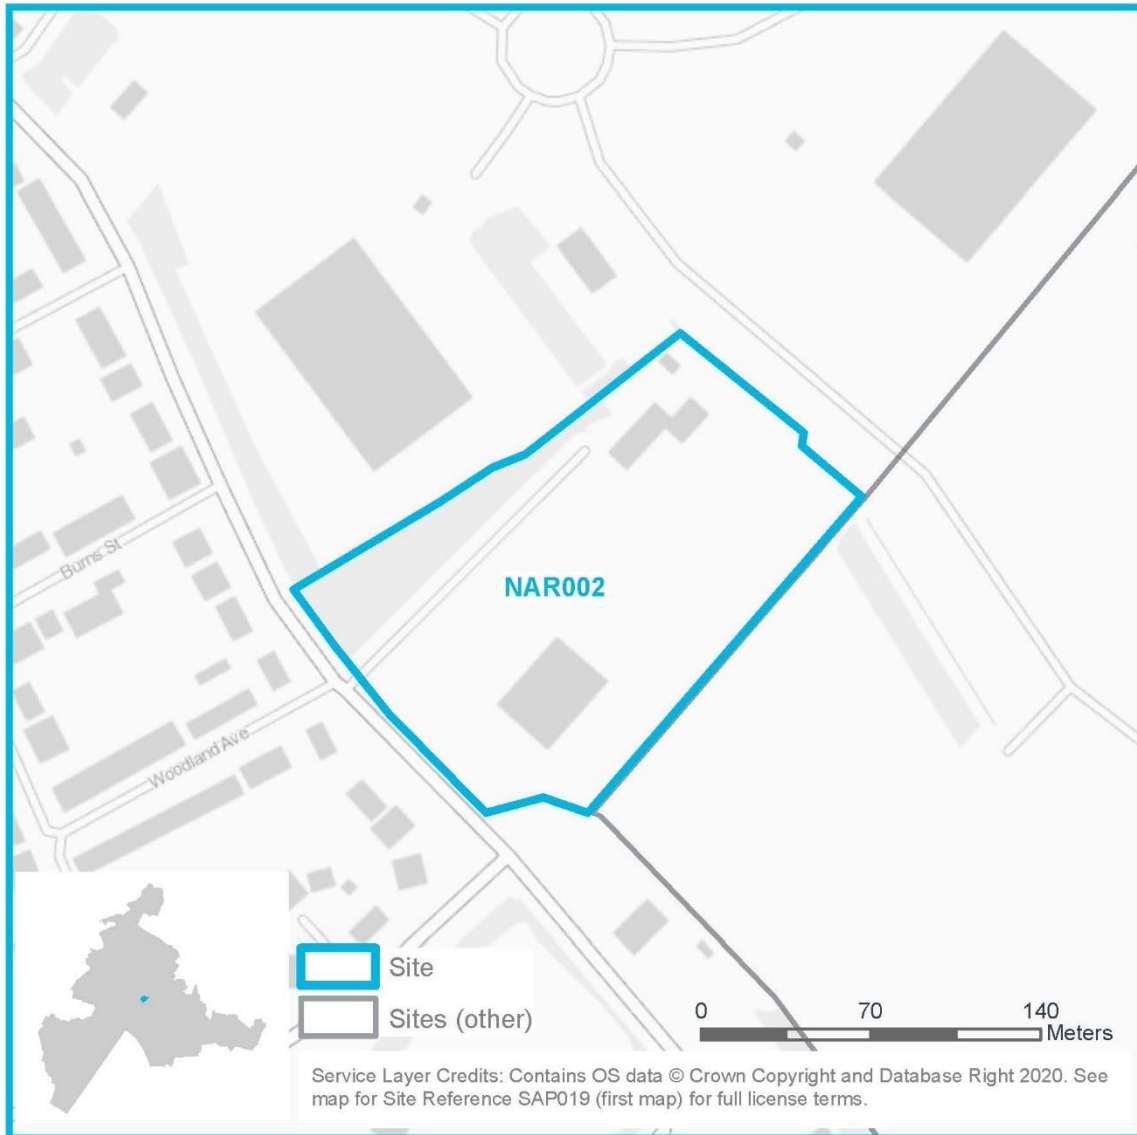 Burns St
NAR002
Woodland Ave
Site
Sites (other)
0 70 140
Meters
Service Layer Credits: Contains OS data © Crown Copyright and Database Right 2020. See
map for Site Reference SAP019 (first map) for full license terms.